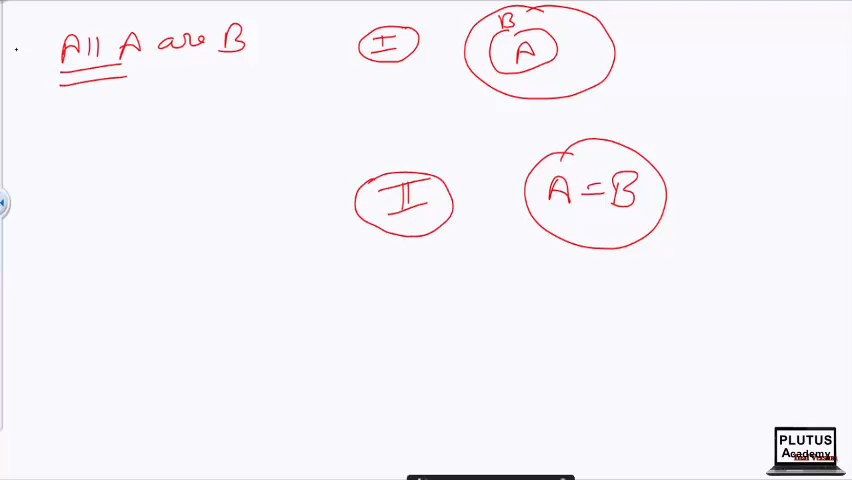 All A are B
I
B
A
II
A = B
PLUTUS
Academy